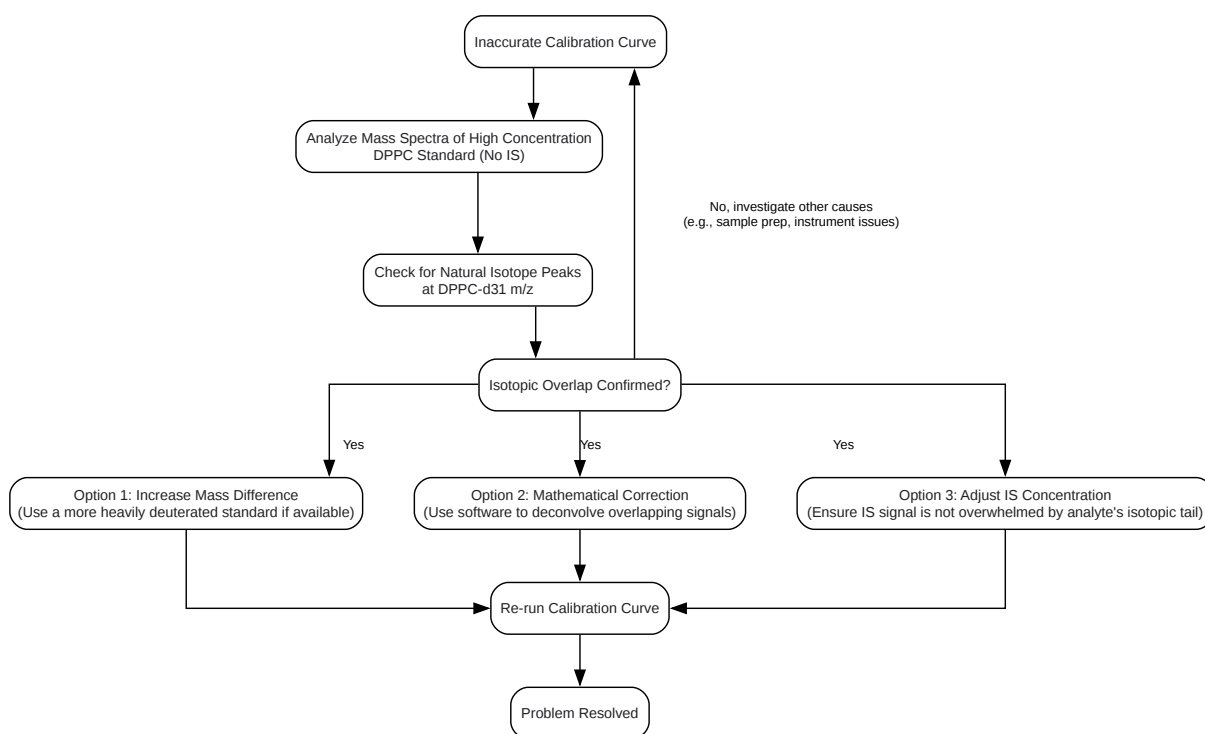 Inaccurate Calibration Curve
Analyze Mass Spectra of High Concentration
DPPC Standard (No IS)
No, investigate other causes
(e.g., sample prep, instrument issues)
Check for Natural Isotope Peaks
at DPPC-d31 m/z
Isotopic Overlap Confirmed?
Yes
Yes
Yes
Option 1: Increase Mass Difference
(Use a more heavily deuterated standard if available)
Option 2: Mathematical Correction
(Use software to deconvolve overlapping signals)
Option 3: Adjust IS Concentration
(Ensure IS signal is not overwhelmed by analyte's isotopic tail)
Re-run Calibration Curve
Problem Resolved